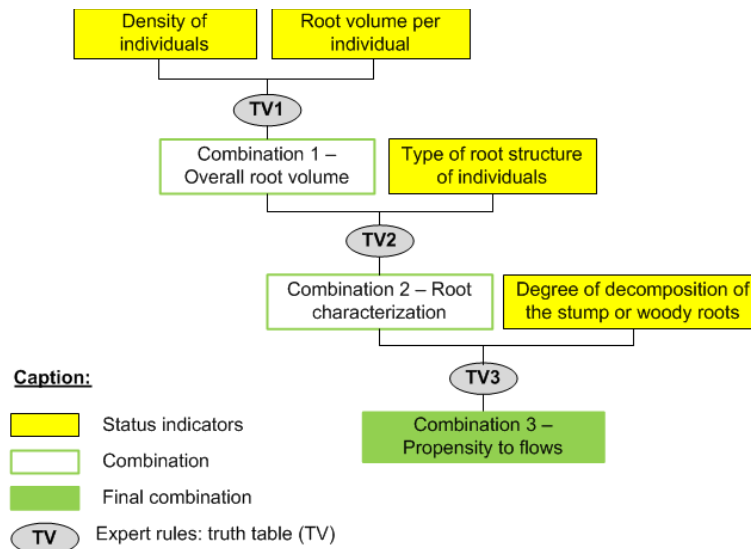 Density of
individuals
Root volume per
individual
TV1
Combination 1 –
Overall root volume
Type of root structure
of individuals
TV2
Combination 2 – Root
characterization
Degree of decomposition of
the stump or woody roots
TV3
Combination 3 –
Propensity to flows
Caption:
Status indicators
Combination
Final combination
TV
Expert rules: truth table (TV)